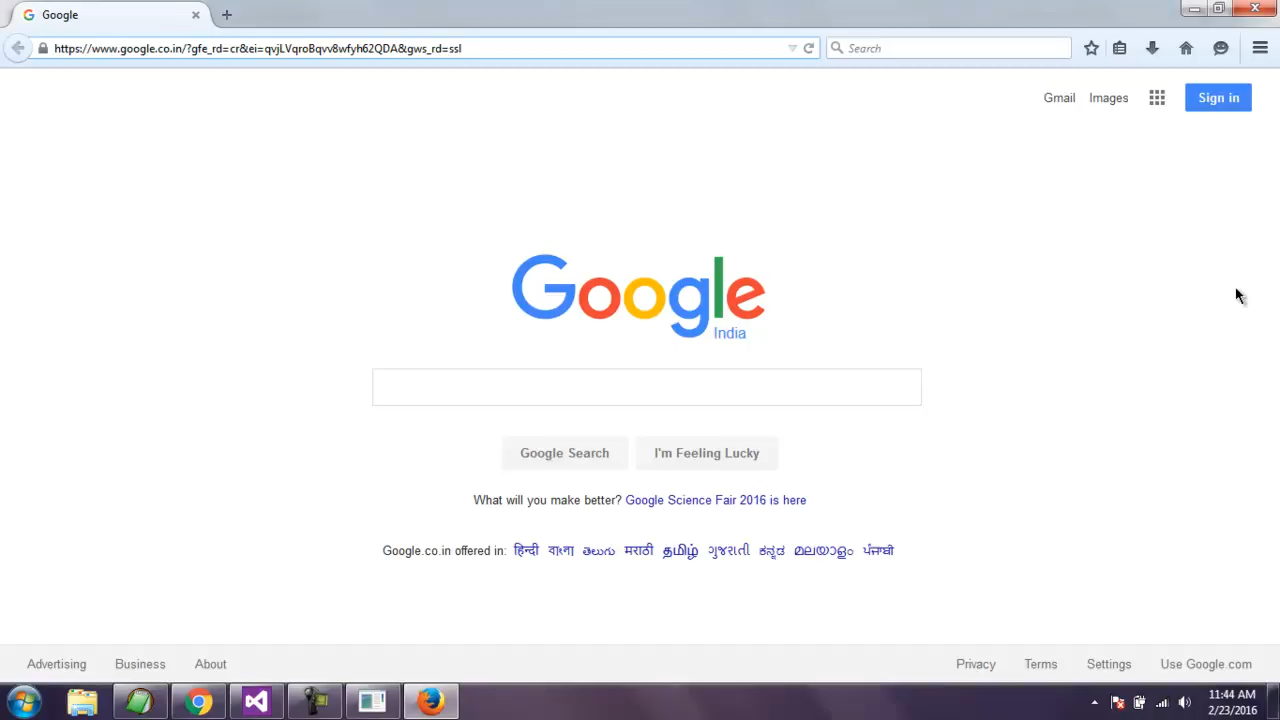 Google
https://www.google.co.in/?gfe_rd=cr&ei=qvjLVqroBqvv8wfyh62QDA&gws_rd=ssl
Search
Gmail Images Sign in
Google
India
Google Search I'm Feeling Lucky
What will you make better? Google Science Fair 2016 is here
Google.co.in offered in: हिन्दी বাংলা తెలుగు मराठी தமிழ் ગુજરાતી ಕನ್ನಡ മലയാളം ਪੰਜਾਬੀ
Advertising Business About Privacy Terms Settings Use Google.com
11:44 AM
2/23/2016